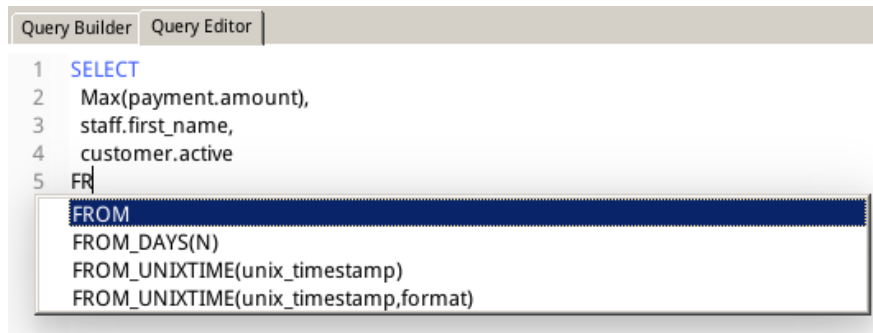 Query Builder Query Editor
1 SELECT
2 Max(payment.amount),
3 staff.first_name,
4 customer.active
5 FR
FROM
FROM_DAYS(N)
FROM_UNIXTIME(unix_timestamp)
FROM_UNIXTIME(unix_timestamp,format)